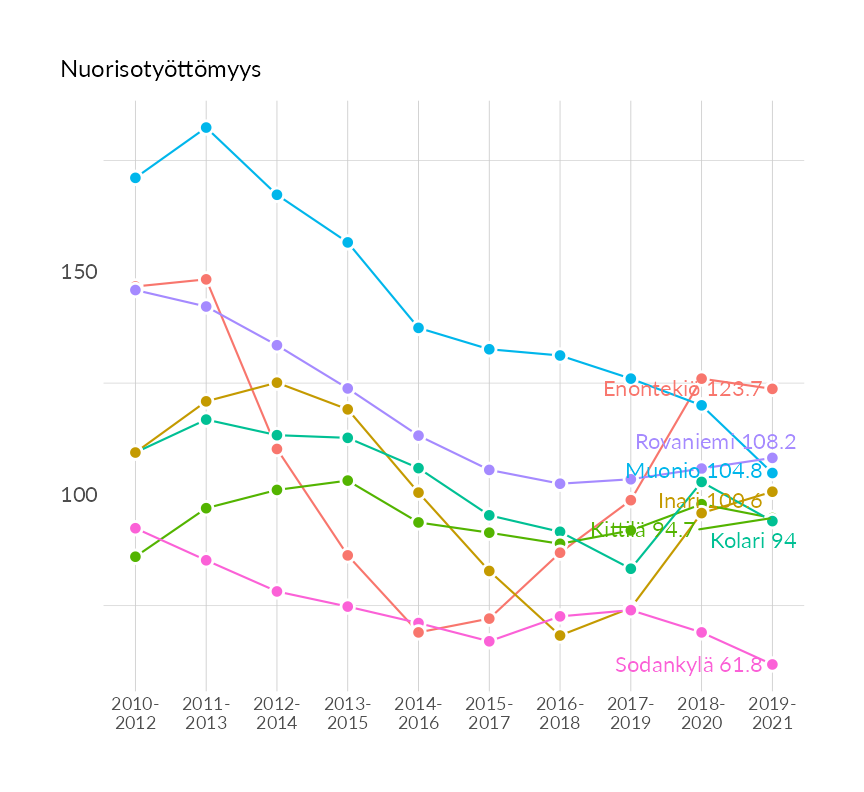 Nuorisotyöttömyys
150
Enontekiö 123.7
Rovaniemi 108.2
Muonio 104.8
100
Inari 100.6
Kittilä 94.7
Kolari 94
Sodankylä 61.8
2010-
2012
2011-
2013
2012-
2014
2013-
2015
2014-
2016
2015-
2017
2016-
2018
2017-
2019
2018-
2020
2019-
2021